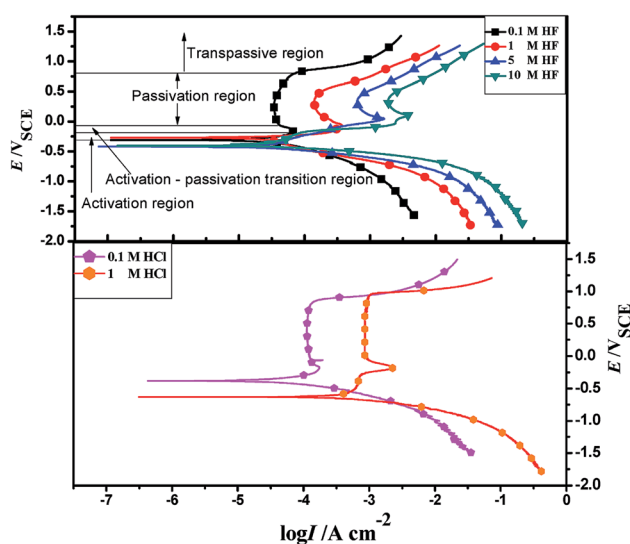 1.5
1.0
0.5
0.0
-0.5
-1.0
-1.5
-2.0
E /V SCE
Transpassive region
Passivation region
Activation - passivation transition region
Activation region
0.1 M HF
1 M HF
5 M HF
10 M HF
0.1 M HCl
1 M HCl
1.5
1.0
0.5
0.0
-0.5
-1.0
-1.5
-2.0
E /V SCE
-7 -6 -5 -4 -3 -2 -1 0
logI /A cm-2